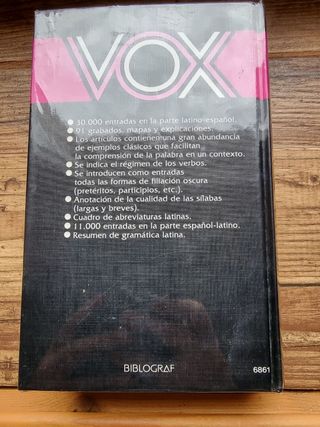 VOX
● 30.000 entradas en la parte latino-español.
● 91 grabados, mapas y explicaciones.
● Los artículos contienen una gran abundancia
de ejemplos clásicos que facilitan
la comprensión de la palabra en un contexto.
● Se indica el régimen de los verbos.
● Se introducen como entradas
todas las formas de filiación oscura
(pretéritos, participios, etc.).
● Anotación de la cualidad de las sílabas
(largas y breves).
● Cuadro de abreviaturas latinas.
● 11.000 entradas en la parte español-latino.
● Resumen de gramática latina.
BIBLOGRAF
6861